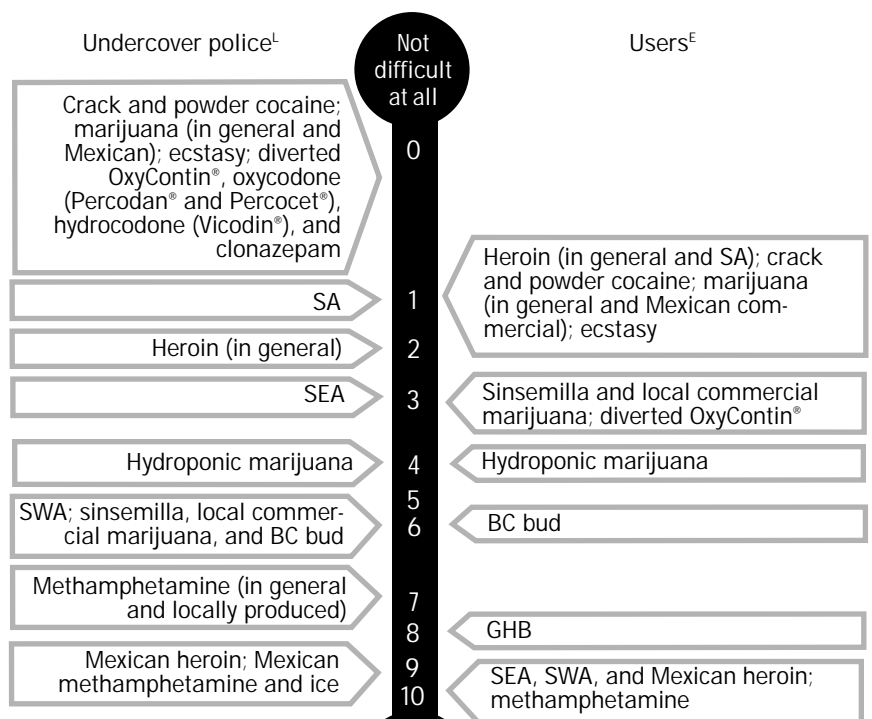 Undercover police^L
Not
difficult
at all
Users^E
Crack and powder cocaine;
marijuana (in general and
Mexican); ecstasy; diverted
OxyContin®, oxycodone
(Percodan® and Percocet®),
hydrocodone (Vicodin®), and
clonazepam
0
SA
1
Heroin (in general and SA); crack
and powder cocaine; marijuana
(in general and Mexican com-
mercial); ecstasy
Heroin (in general)
2
SEA
3
Sinsemilla and local commercial
marijuana; diverted OxyContin®
Hydroponic marijuana
4
Hydroponic marijuana
5
SWA; sinsemilla, local commer-
cial marijuana, and BC bud
6
BC bud
Methamphetamine (in general
and locally produced)
7
8
GHB
Mexican heroin; Mexican
methamphetamine and ice
9
10
SEA, SWA, and Mexican heroin;
methamphetamine